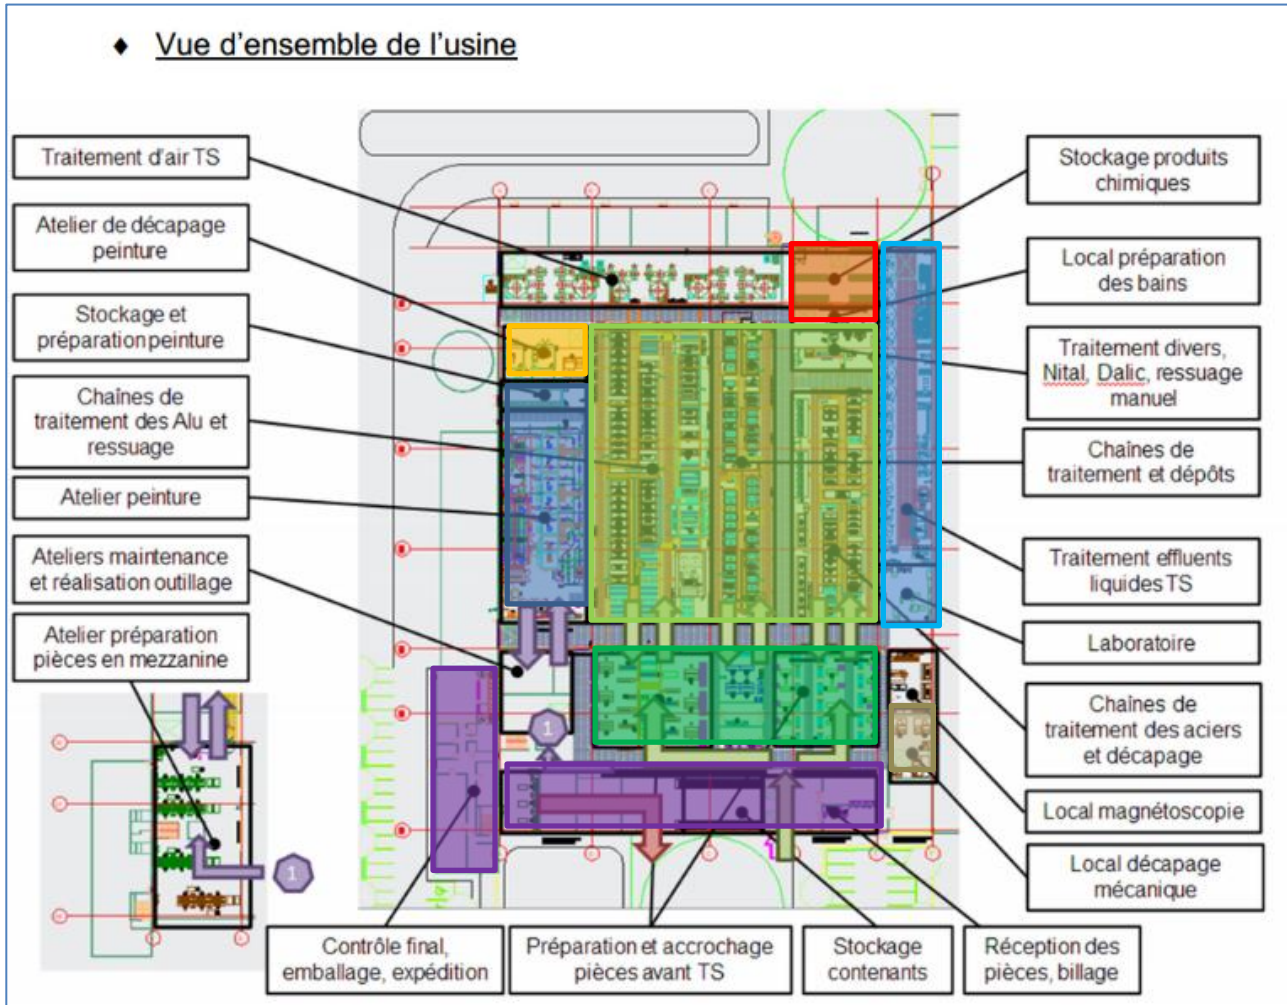 ♦ Vue d'ensemble de l'usine
Traitement d'air TS
Atelier de décapage
peinture
Stockage et
préparation peinture
Chaînes de
traitement des Alu et
ressuage
Atelier peinture
Ateliers maintenance
et réalisation outillage
Atelier préparation
pièces en mezzanine
Stockage produits
chimiques
Local préparation
des bains
Traitement divers,
Nital, Dalic, ressuage
manuel
Chaînes de
traitement et dépôts
Traitement effluents
liquides TS
Laboratoire
Chaînes de
traitement des aciers
et décapage
Local magnétoscopie
Local décapage
mécanique
1
1
Contrôle final,
emballage, expédition
Préparation et accrochage
pièces avant TS
Stockage
contenants
Réception des
pièces, billage